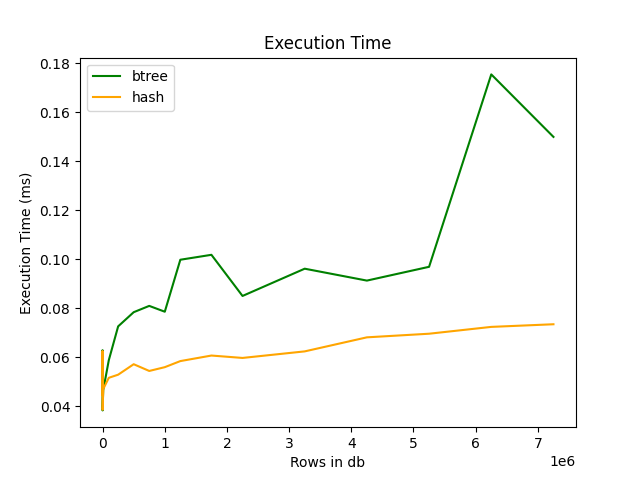 Execution Time
btree
hash
Execution Time (ms)
0.18
0.16
0.14
0.12
0.10
0.08
0.06
0.04
0 1 2 3 4 5 6 7
1e6
Rows in db